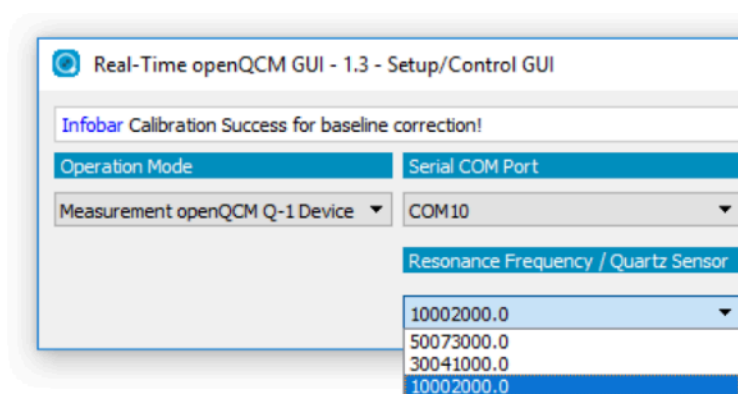 Real-Time openQCM GUI - 1.3 - Setup/Control GUI
Infobar Calibration Success for baseline correction!
Operation Mode
Serial COM Port
Measurement openQCM Q-1 Device
COM10
Resonance Frequency / Quartz Sensor
10002000.0
50073000.0
30041000.0
10002000.0